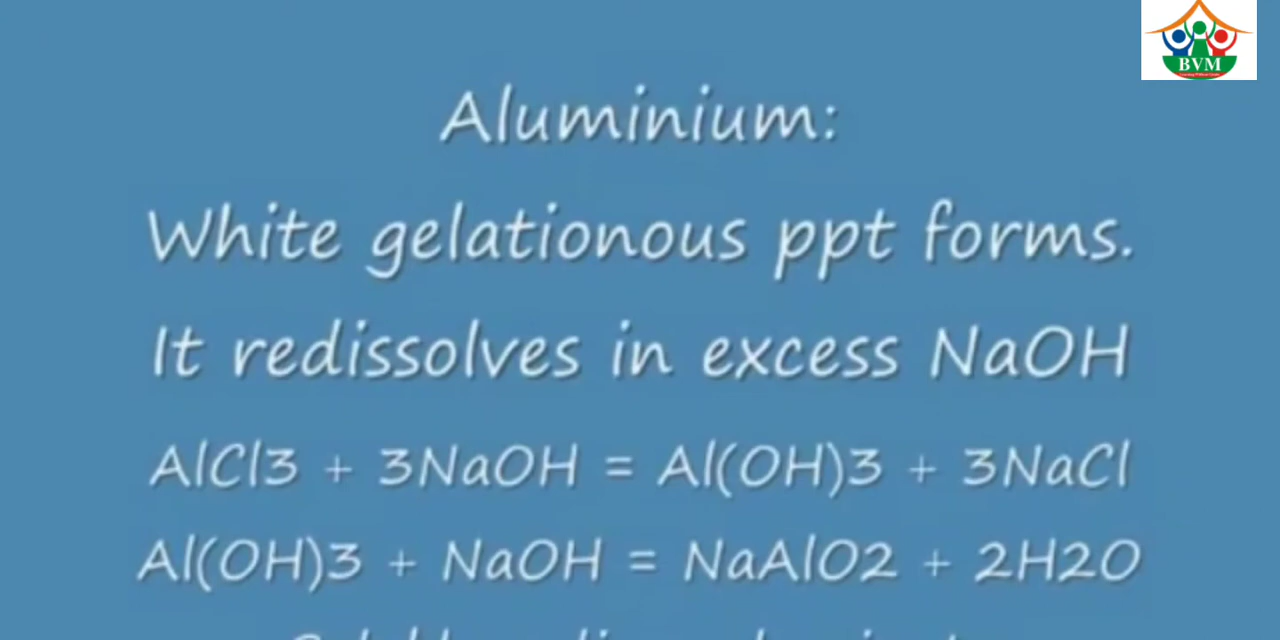 BVM
Aluminium:
White gelationous ppt forms.
It redissolves in excess NaOH
AlCl3 + 3NaOH = Al(OH)3 + 3NaCl
Al(OH)3 + NaOH = NaAlO2 + 2H2O